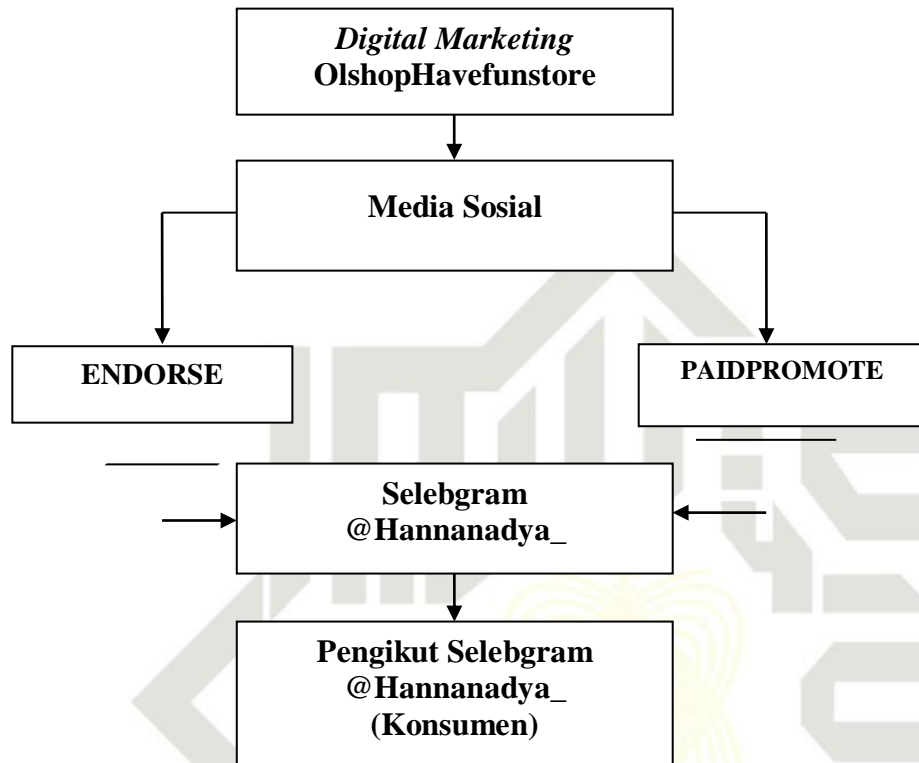 Digital Marketing
OlshopHavefunstore
Media Sosial
ENDORSE
PAIDPROMOTE
Selebgram
@Hannanadya_
Pengikut Selebgram
@Hannanadya_
(Konsumen)